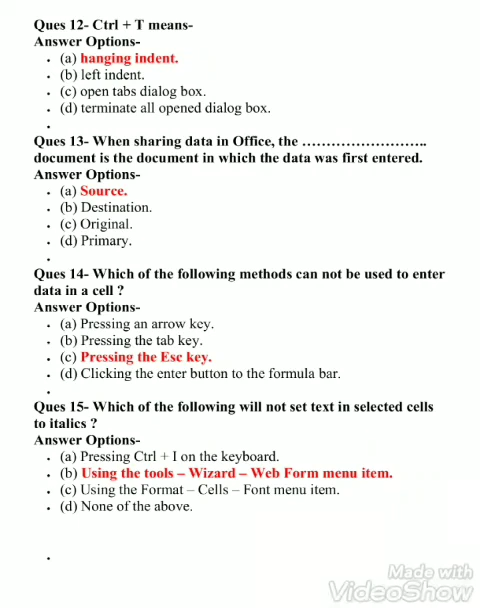 Ques 12- Ctrl + T means-
Answer Options-
• (a) hanging indent.
• (b) left indent.
• (c) open tabs dialog box.
• (d) terminate all opened dialog box.
•
Ques 13- When sharing data in Office, the ……………………..
document is the document in which the data was first entered.
Answer Options-
• (a) Source.
• (b) Destination.
• (c) Original.
• (d) Primary.
•
Ques 14- Which of the following methods can not be used to enter
data in a cell ?
Answer Options-
• (a) Pressing an arrow key.
• (b) Pressing the tab key.
• (c) Pressing the Esc key.
• (d) Clicking the enter button to the formula bar.
•
Ques 15- Which of the following will not set text in selected cells
to italics ?
Answer Options-
• (a) Pressing Ctrl + I on the keyboard.
• (b) Using the tools – Wizard – Web Form menu item.
• (c) Using the Format – Cells – Font menu item.
• (d) None of the above.
•
Made with
VideoShow